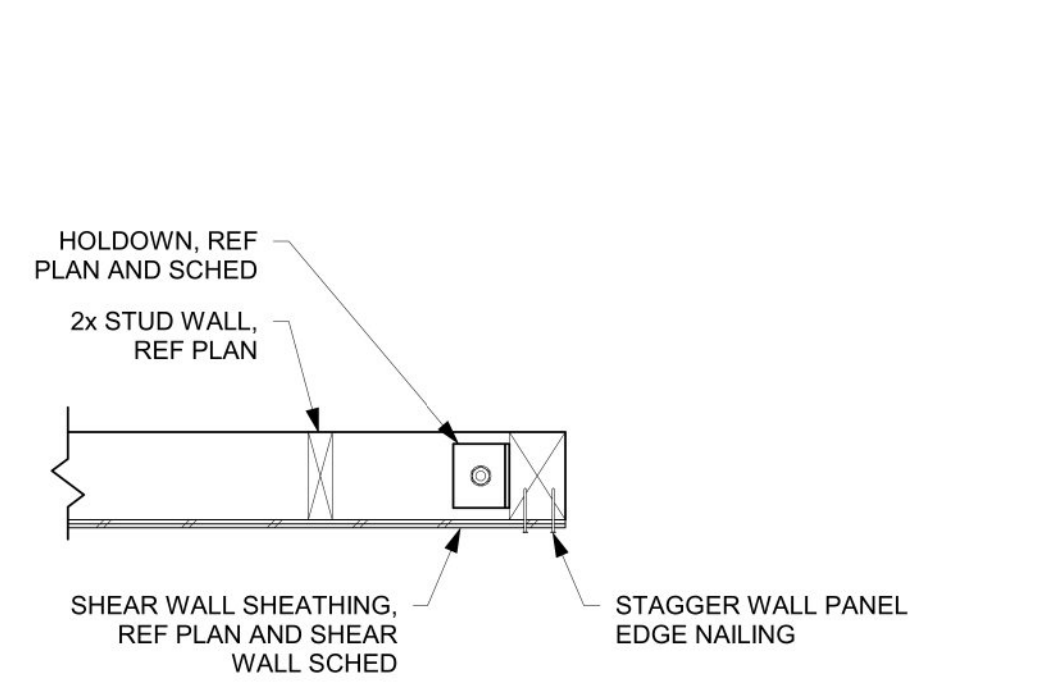 HOLDOWN, REF
PLAN AND SCHED
2x STUD WALL,
REF PLAN
SHEAR WALL SHEATHING,
REF PLAN AND SHEAR
WALL SCHED
STAGGER WALL PANEL
EDGE NAILING